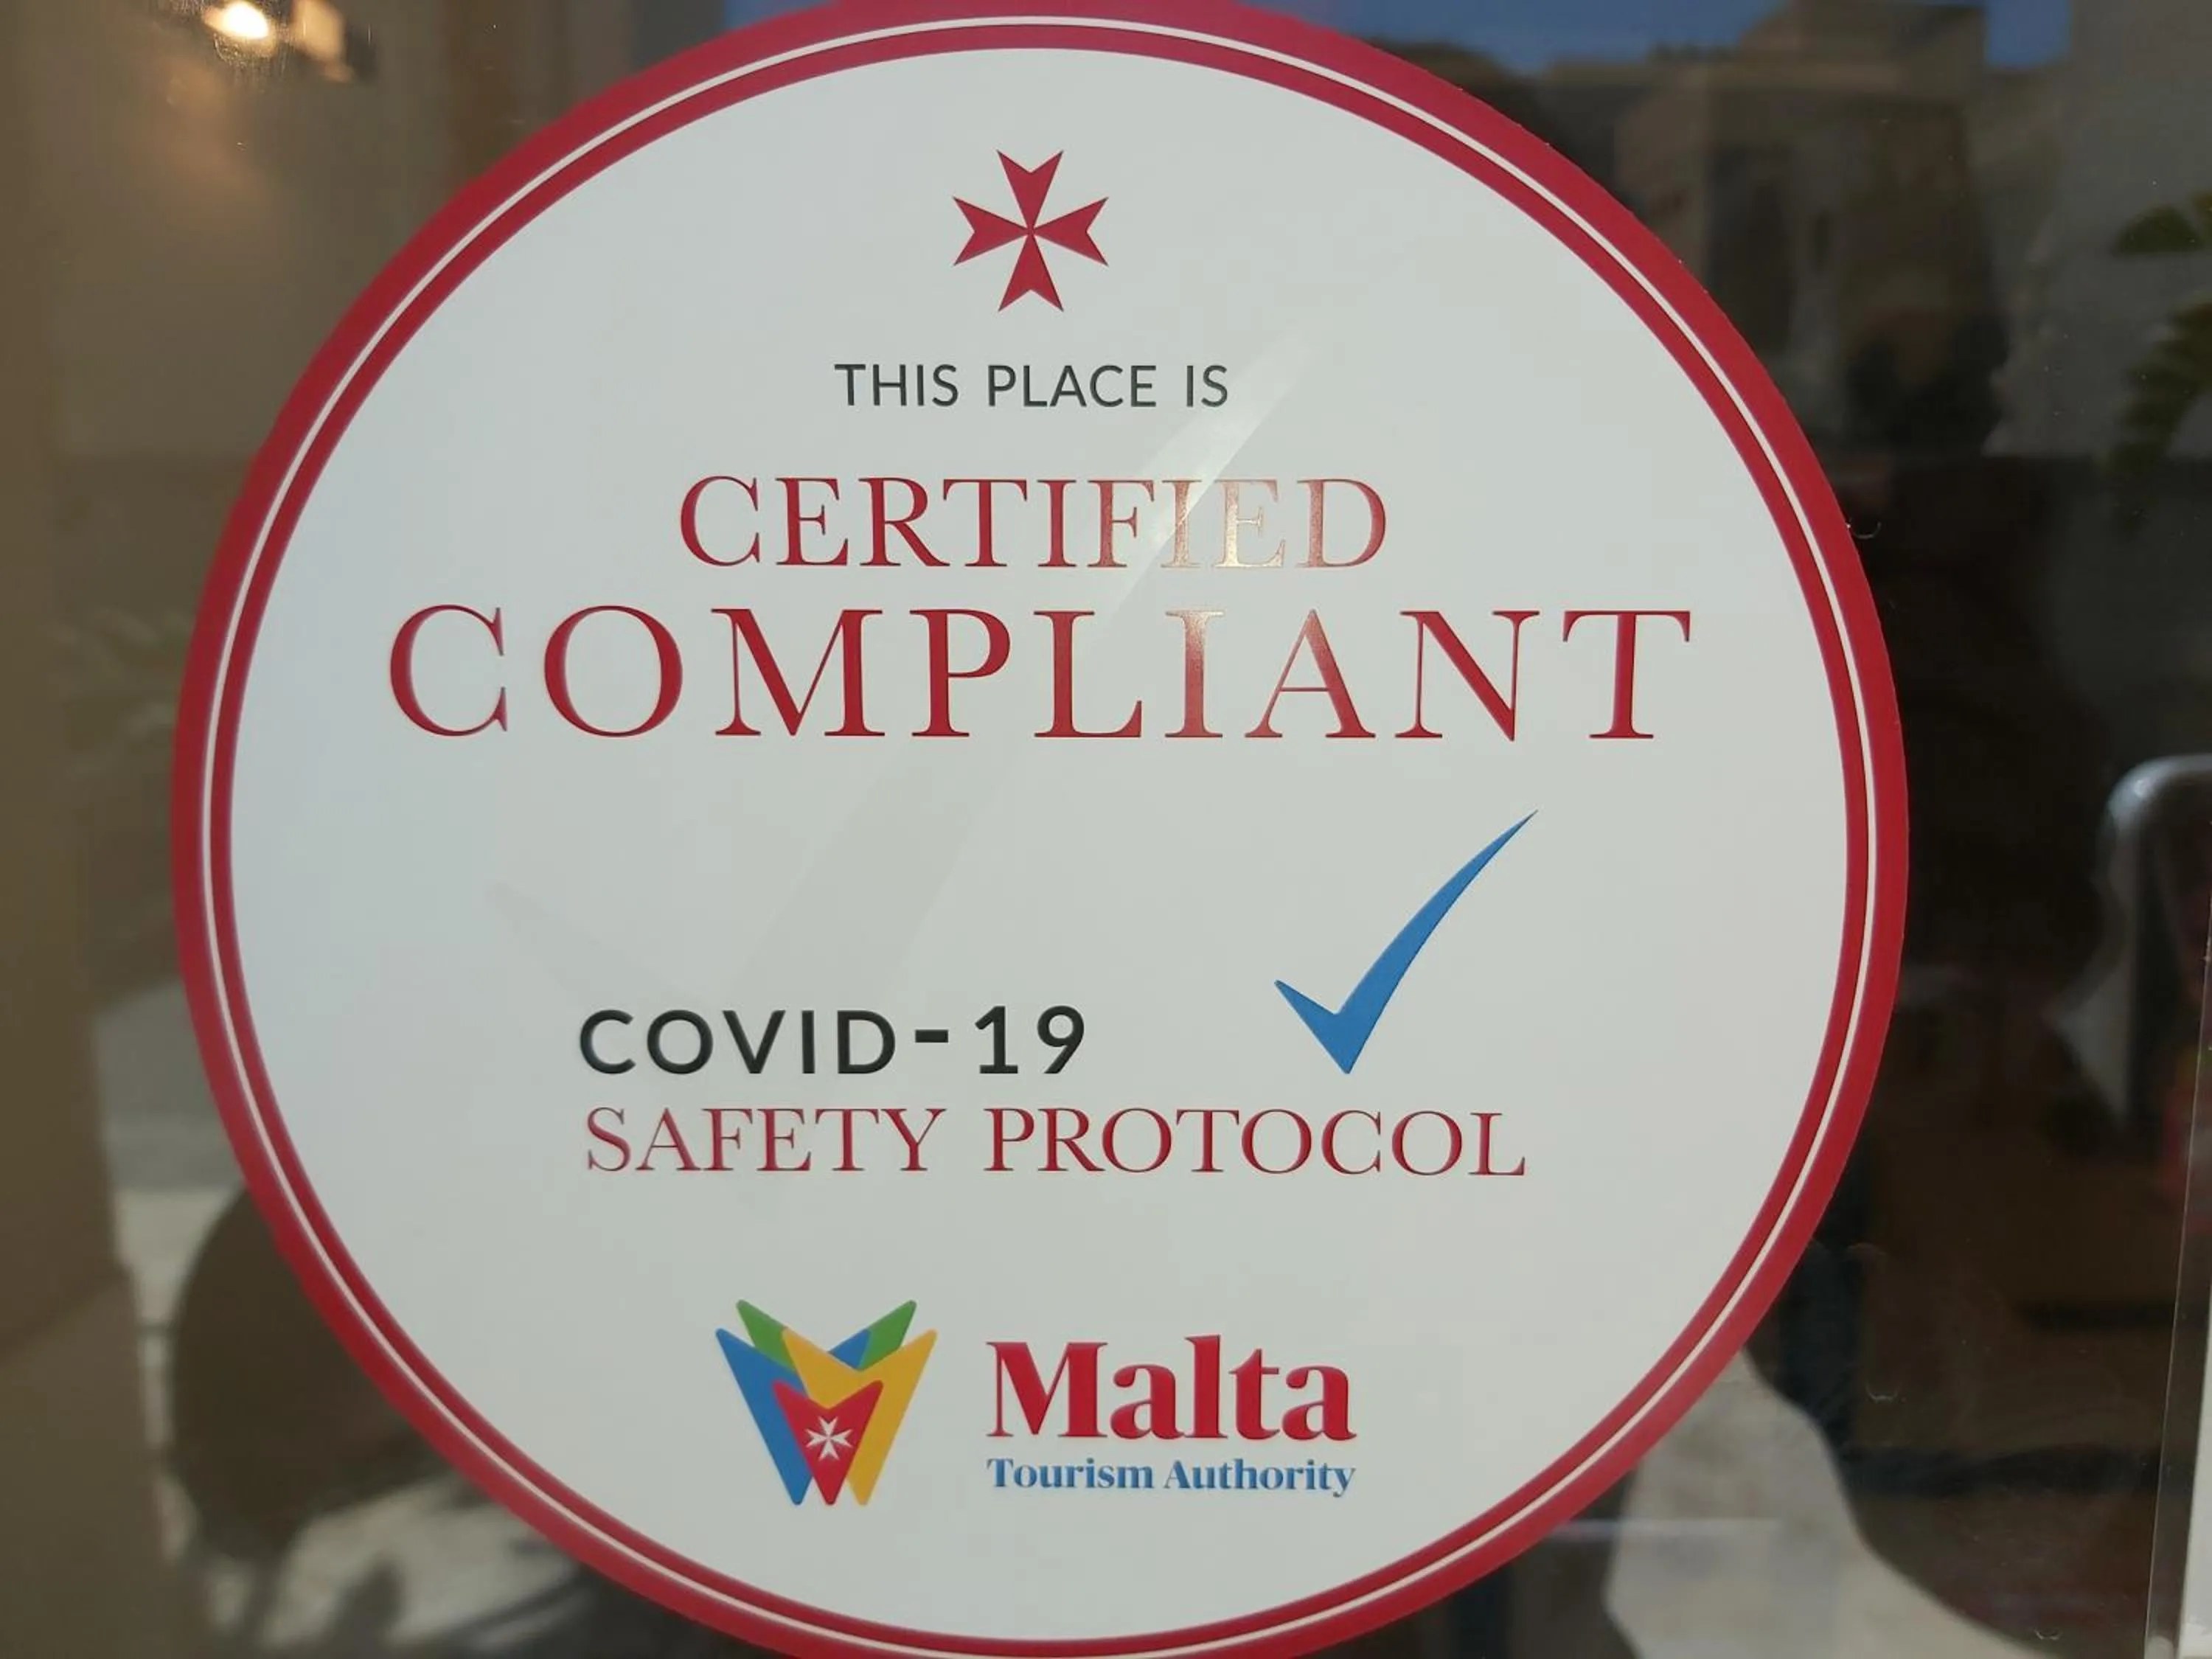 THIS PLACE IS
CERTIFIED
COMPLIANT
COVID-19
SAFETY PROTOCOL
Malta
Tourism Authority